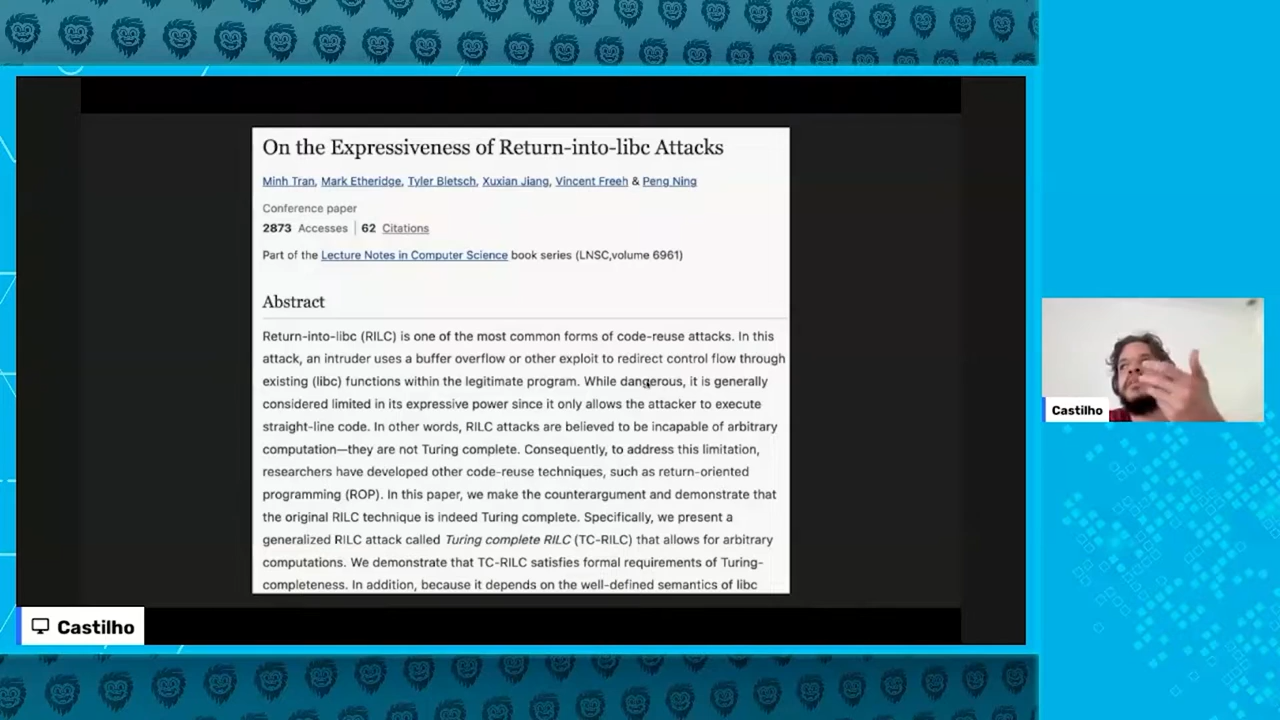 On the Expressiveness of Return-into-libc Attacks
Minh Tran, Mark Etheridge, Tyler Bletsch, Xuxian Jiang, Vincent Freeh & Peng Ning
Conference paper
2873 Accesses | 62 Citations
Part of the Lecture Notes in Computer Science book series (LNSC,volume 6961)
Abstract
Return-into-libc (RILC) is one of the most common forms of code-reuse attacks. In this
attack, an intruder uses a buffer overflow or other exploit to redirect control flow through
existing (libc) functions within the legitimate program. While dangerous, it is generally
considered limited in its expressive power since it only allows the attacker to execute
straight-line code. In other words, RILC attacks are believed to be incapable of arbitrary
computation—they are not Turing complete. Consequently, to address this limitation,
researchers have developed other code-reuse techniques, such as return-oriented
programming (ROP). In this paper, we make the counterargument and demonstrate that
the original RILC technique is indeed Turing complete. Specifically, we present a
generalized RILC attack called Turing complete RILC (TC-RILC) that allows for arbitrary
computations. We demonstrate that TC-RILC satisfies formal requirements of Turing-
completeness. In addition, because it depends on the well-defined semantics of libc
Castilho
Castilho